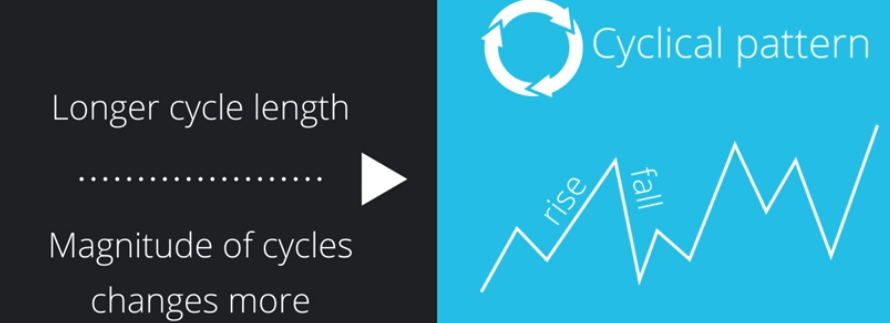 Longer cycle length
Magnitude of cycles
changes more
Cyclical pattern
rise
fall